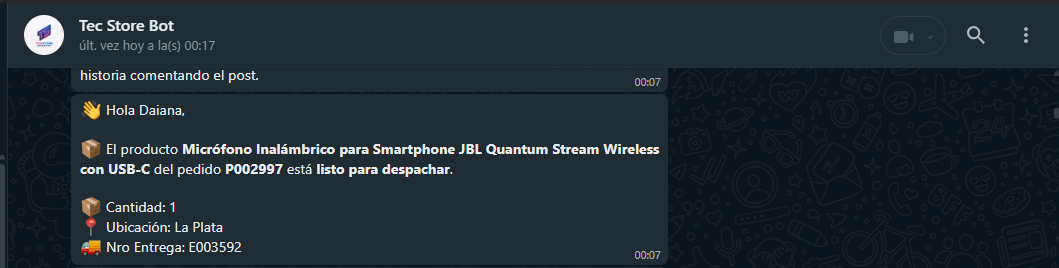 Tec Store Bot
últ. vez hoy a la(s) 00:17
historia comentando el post.
00:07
👋 Hola Daiana,
📦 El producto Micrófono Inalámbrico para Smartphone JBL Quantum Stream Wireless
con USB-C del pedido P002997 está listo para despachar.
📦 Cantidad: 1
📍 Ubicación: La Plata
🚚 Nro Entrega: E003592
00:07